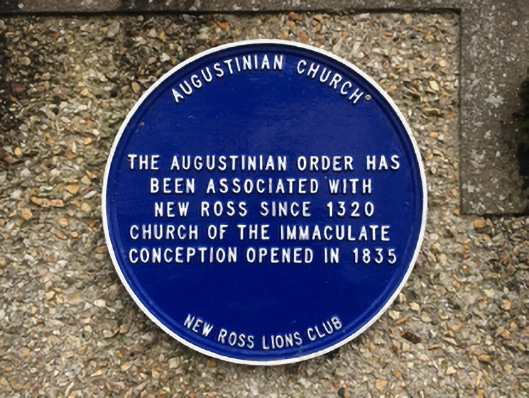 AUGUSTINIAN CHURCH
THE AUGUSTINIAN ORDER HAS
BEEN ASSOCIATED WITH
NEW ROSS SINCE 1320
CHURCH OF THE IMMACULATE
CONCEPTION OPENED IN 1835
NEW ROSS LIONS CLUB